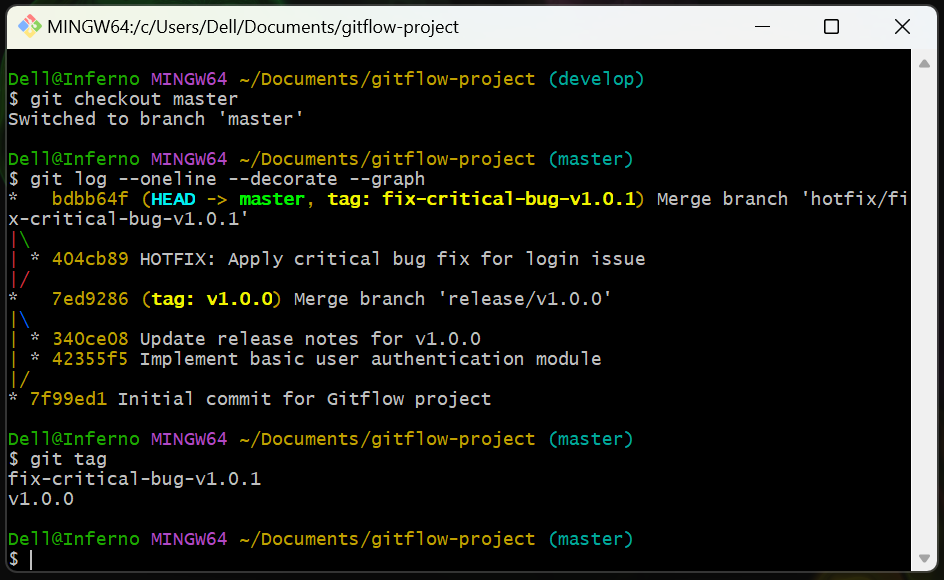 MINGW64:/c/Users/Dell/Documents/gitflow-project
Dell@Inferno MINGW64 ~/Documents/gitflow-project (develop)
$ git checkout master
Switched to branch 'master'
Dell@Inferno MINGW64 ~/Documents/gitflow-project (master)
$ git log --oneline --decorate --graph
*   bdbb64f (HEAD -> master, tag: fix-critical-bug-v1.0.1) Merge branch 'hotfix/fi
x-critical-bug-v1.0.1'
|\
| * 404cb89 HOTFIX: Apply critical bug fix for login issue
|/
*   7ed9286 (tag: v1.0.0) Merge branch 'release/v1.0.0'
|\
| * 340ce08 Update release notes for v1.0.0
| * 42355f5 Implement basic user authentication module
|/
* 7f99ed1 Initial commit for Gitflow project
Dell@Inferno MINGW64 ~/Documents/gitflow-project (master)
$ git tag
fix-critical-bug-v1.0.1
v1.0.0
Dell@Inferno MINGW64 ~/Documents/gitflow-project (master)
$